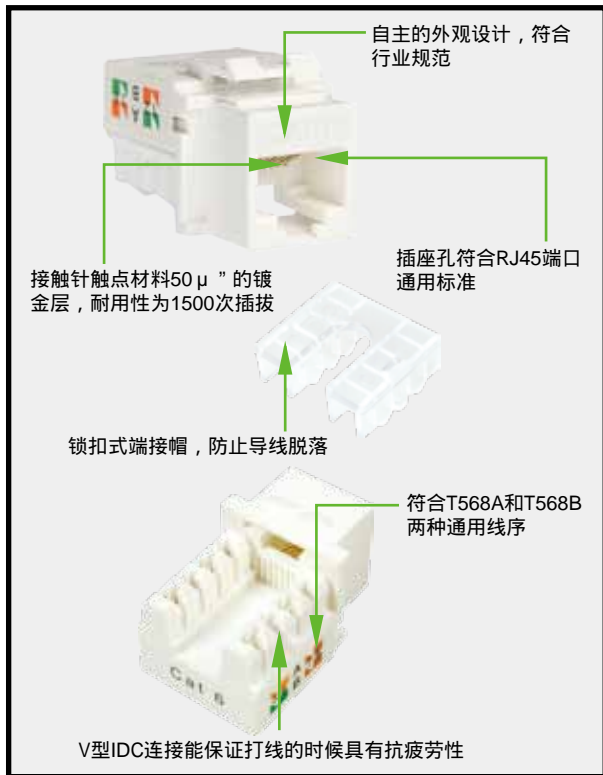 自主的外观设计，符合
行业规范
B
A
接触针触点材料50μ”的镀
金层，耐用性为1500次插拔
插座孔符合RJ45端口
通用标准
锁扣式端接帽，防止导线脱落
符合T568A和T568B
两种通用线序
A
B
Cat 6
V型IDC连接能保证打线的时候具有抗疲劳性